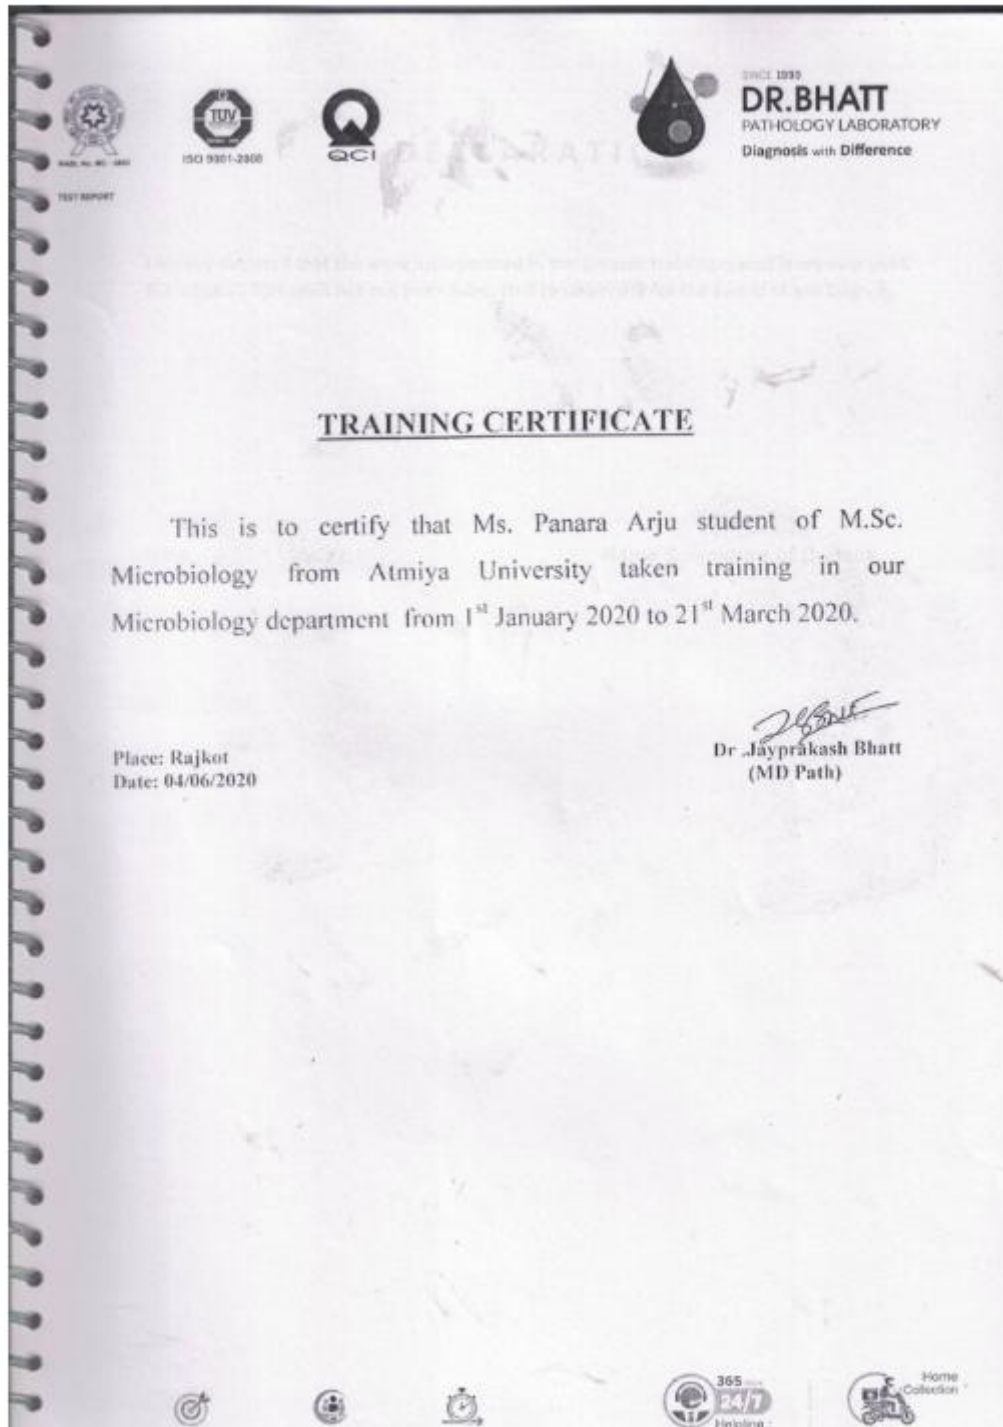 TUV
ISO 9001-2008
QCI
TEST REPORT
SINCE 1990
DR.BHATT
PATHOLOGY LABORATORY
Diagnosis with Difference
TRAINING CERTIFICATE
This is to certify that Ms. Panara Arju student of M.Sc.
Microbiology from Atmiya University taken training in our
Microbiology department from 1st January 2020 to 21st March 2020.
Place: Rajkot
Date: 04/06/2020
Dr .Jayprakash Bhatt
(MD Path)
365
24/7
Helpline
Home
Collection